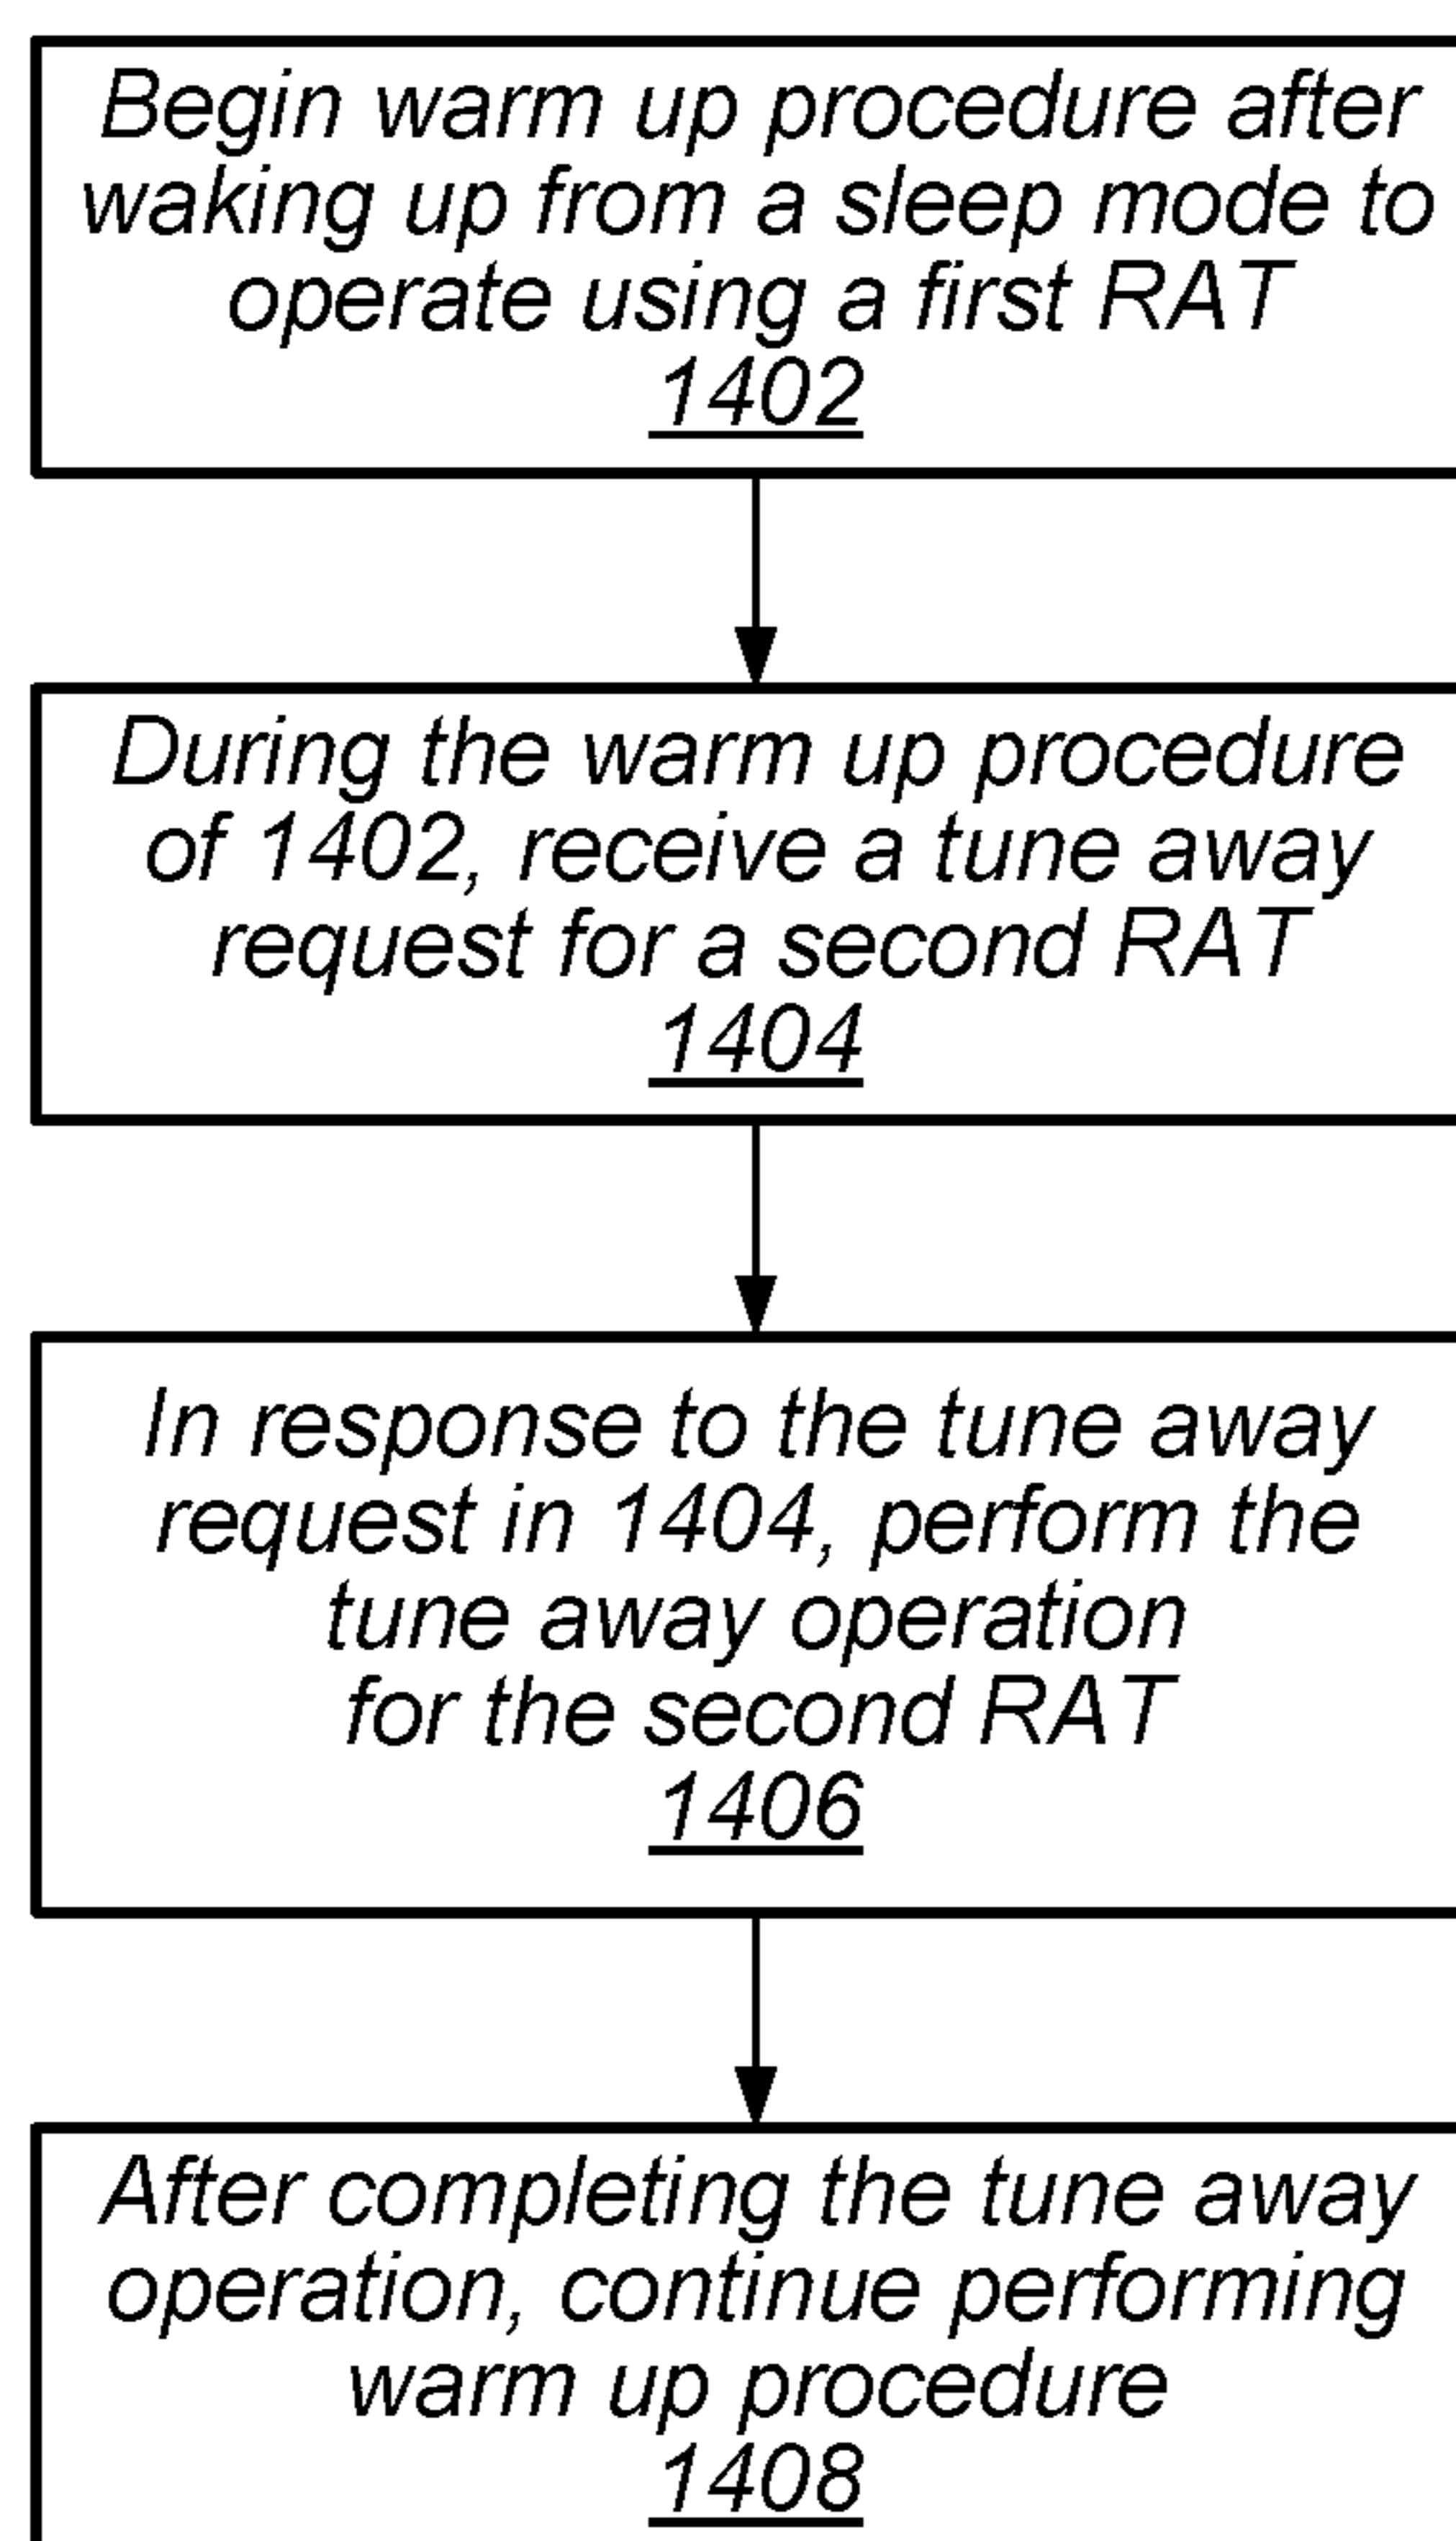 Begin warm up procedure after
waking up from a sleep mode to
operate using a first RAT
1402
During the warm up procedure
of 1402, receive a tune away
request for a second RAT
1404
In response to the tune away
request in 1404, perform the
tune away operation
for the second RAT
1406
After completing the tune away
operation, continue performing
warm up procedure
1408